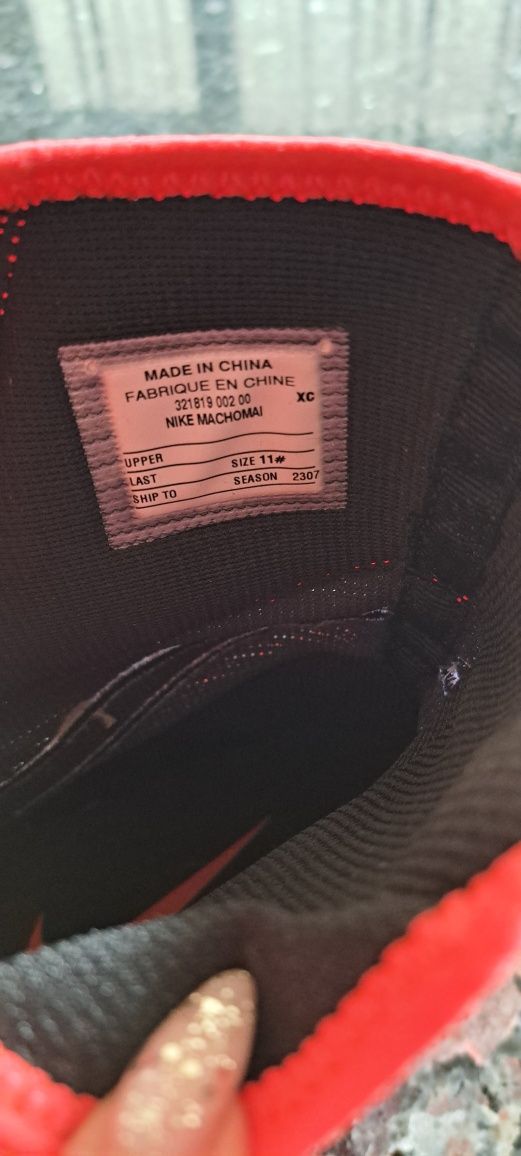 MADE IN CHINA
FABRIQUE EN CHINE
321819 002 00 XC
NIKE MACHOMAI
UPPER
LAST SIZE 11#
SHIP TO SEASON 2307